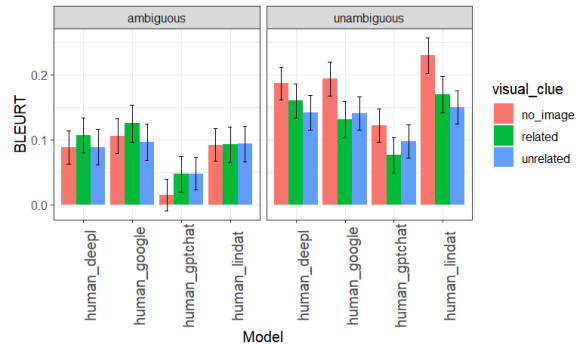 ambiguous
unambiguous
BLEURT
0.2
0.1
0.0
human_deepl
human_google
human_gptchat
human_lindat
human_deepl
human_google
human_gptchat
human_lindat
Model
visual_clue
no_image
related
unrelated